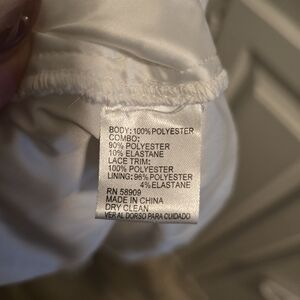 BODY: 100% POLYESTER
COMBO:
90% POLYESTER
10% ELASTANE
LACE TRIM:
100% POLYESTER
LINING: 96% POLYESTER
4% ELASTANE
RN 58909
MADE IN CHINA
DRY CLEAN
VER AL DORSO PARA CUIDADO